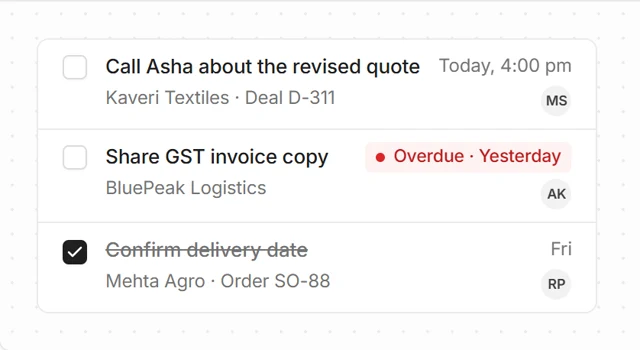 Call Asha about the revised quote Today, 4:00 pm
Kaveri Textiles · Deal D-311 MS
Share GST invoice copy Overdue · Yesterday
BluePeak Logistics AK
Confirm delivery date Fri
Mehta Agro · Order SO-88 RP